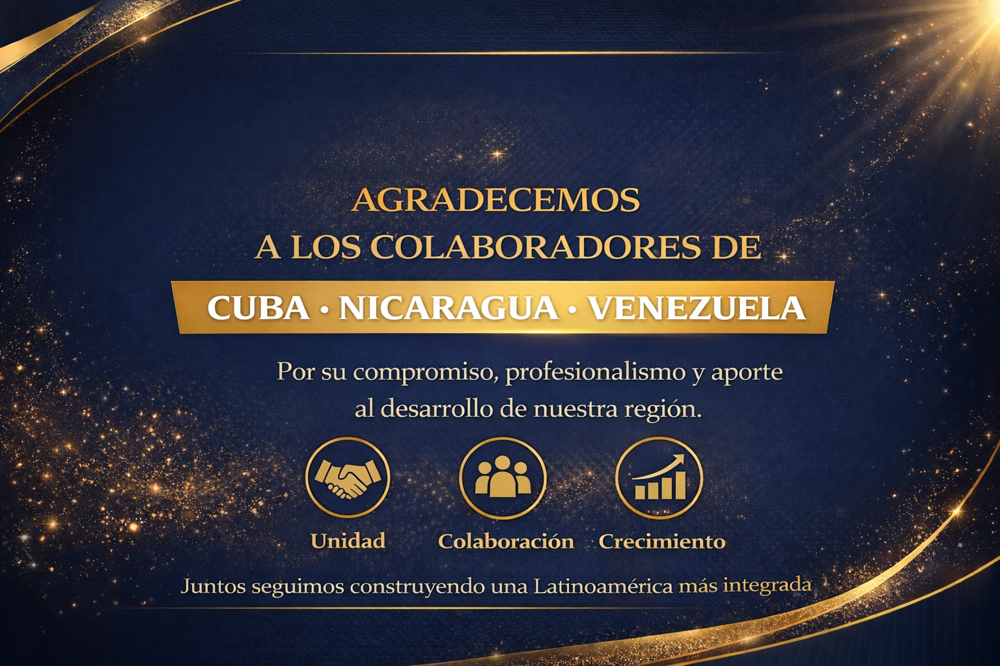 AGRADECEMOS
A LOS COLABORADORES DE
CUBA • NICARAGUA • VENEZUELA
Por su compromiso, profesionalismo y aporte
al desarrollo de nuestra región.
Unidad Colaboración Crecimiento
Juntos seguimos construyendo una Latinoamérica más integrada